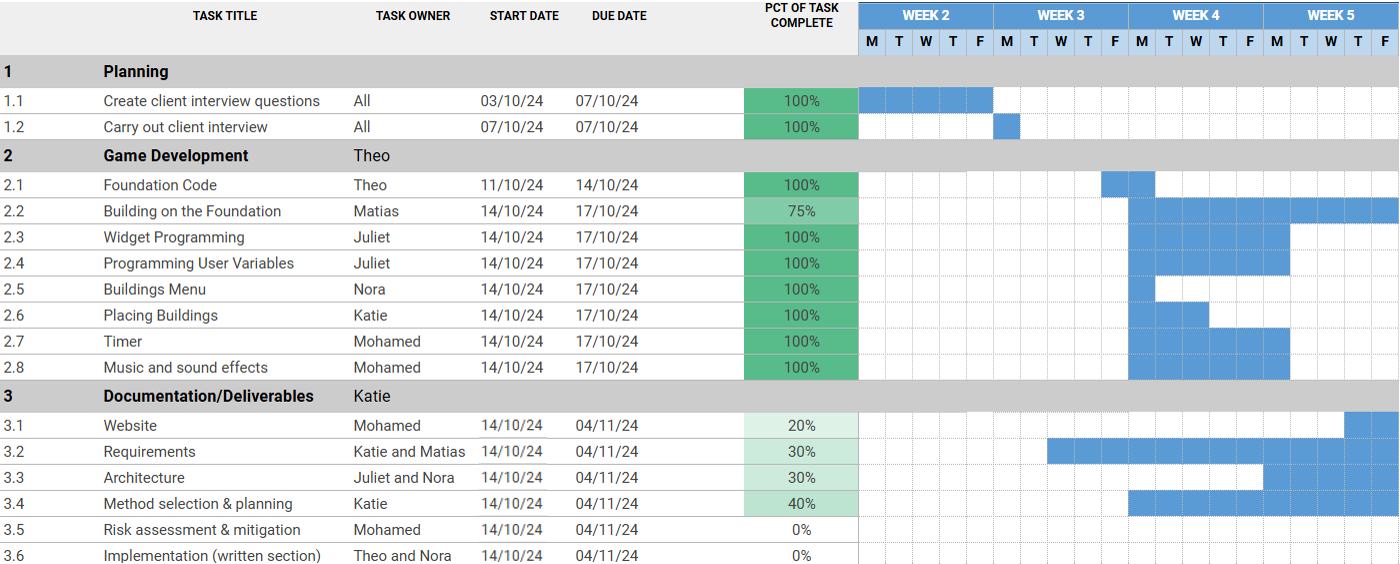 TASK TITLE TASK OWNER START DATE DUE DATE PCT OF TASK COMPLETE WEEK 2 WEEK 3 WEEK 4 WEEK 5
M T W T F M T W T F M T W T F M T W T F
1 Planning
1.1 Create client interview questions All 03/10/24 07/10/24 100%
1.2 Carry out client interview All 07/10/24 07/10/24 100%
2 Game Development Theo
2.1 Foundation Code Theo 11/10/24 14/10/24 100%
2.2 Building on the Foundation Matias 14/10/24 17/10/24 75%
2.3 Widget Programming Juliet 14/10/24 17/10/24 100%
2.4 Programming User Variables Juliet 14/10/24 17/10/24 100%
2.5 Buildings Menu Nora 14/10/24 17/10/24 100%
2.6 Placing Buildings Katie 14/10/24 17/10/24 100%
2.7 Timer Mohamed 14/10/24 17/10/24 100%
2.8 Music and sound effects Mohamed 14/10/24 17/10/24 100%
3 Documentation/Deliverables Katie
3.1 Website Mohamed 14/10/24 04/11/24 20%
3.2 Requirements Katie and Matias 14/10/24 04/11/24 30%
3.3 Architecture Juliet and Nora 14/10/24 04/11/24 30%
3.4 Method selection & planning Katie 14/10/24 04/11/24 40%
3.5 Risk assessment & mitigation Mohamed 14/10/24 04/11/24 0%
3.6 Implementation (written section) Theo and Nora 14/10/24 04/11/24 0%